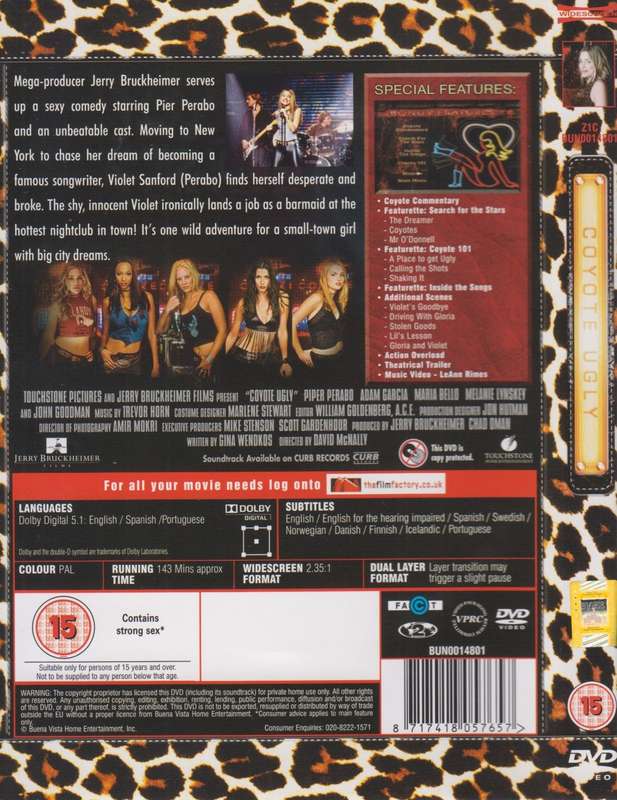 Mega-producer Jerry Bruckheimer serves
up a sexy comedy starring Pier Perabo
and an unbeatable cast. Moving to New
York to chase her dream of becoming a
famous songwriter, Violet Sanford (Perabo) finds herself desperate and
broke. The shy, innocent Violet ironically lands a job as a barmaid at the
hottest nightclub in town! It's one wild adventure for a small-town girl
with big city dreams.
SPECIAL FEATURES:
• Coyote Commentary
• Featurette: Search for the Stars
- The Dreamer
- Coyotes
- Mr O'Donnell
• Featurette: Coyote 101
- A Place to get Ugly
- Calling the Shots
- Shaking It
• Featurette: Inside the Songs
• Additional Scenes
- Violet's Goodbye
- Driving With Gloria
- Stolen Goods
- Lil's Lesson
- Gloria and Violet
• Action Overload
• Theatrical Trailer
• Music Video - LeAnn Rimes
TOUCHSTONE PICTURES AND JERRY BRUCKHEIMER FILMS PRESENT "COYOTE UGLY" PIPER PERABO ADAM GARCIA MARIA BELLO MELANIE LYNSKEY
AND JOHN GOODMAN MUSIC BY TREVOR HORN COSTUME DESIGNER MARLENE STEWART EDITOR WILLIAM GOLDENBERG, A.C.E. PRODUCTION DESIGNER JON HUTMAN
DIRECTOR OF PHOTOGRAPHY AMIR MOKRI EXECUTIVE PRODUCERS MIKE STENSON SCOTT GARDENHOUR PRODUCED BY JERRY BRUCKHEIMER CHAD OMAN
WRITTEN BY GINA WENDKOS DIRECTED BY DAVID McNALLY
JERRY BRUCKHEIMER
FILMS
Soundtrack Available on CURB RECORDS CURB
This DVD is
copy protected.
TOUCHSTONE
For all your movie needs log onto thefilmfactory.co.uk
LANGUAGES
Dolby Digital 5.1: English / Spanish /Portuguese
DOLBY
DIGITAL
Dolby and the double-D symbol are trademarks of Dolby Laboratories.
SUBTITLES
English / English for the hearing impaired / Spanish / Swedish /
Norwegian / Danish / Finnish / Icelandic / Portuguese
COLOUR PAL
RUNNING TIME 143 Mins approx
WIDESCREEN FORMAT 2.35:1
DUAL LAYER FORMAT Layer transition may
trigger a slight pause
15
Contains
strong sex*
Suitable only for persons of 15 years and over.
Not to be supplied to any person below that age.
FACT
VPRC
DVD
VIDEO
2
BUN0014801
8 717418 057657 >
WARNING: The copyright proprietor has licensed this DVD (including its soundtrack) for private home use only. All other rights
are reserved. Any unauthorised copying, editing, exhibition, renting, lending, public performance, diffusion and/or broadcast
of this DVD, or any part thereof, is strictly prohibited. This DVD is not to be exported, resupplied or distributed by way of trade
outside the EU without a proper license from Buena Vista Home Entertainment. *Consumer advice applies to main feature
only.
© Buena Vista Home Entertainment, Inc.
Consumer Enquiries: 020-8222-1571
WIDESCREEN
Z1C
BUN0014801
COYOTE UGLY
15
DVD
VIDEO